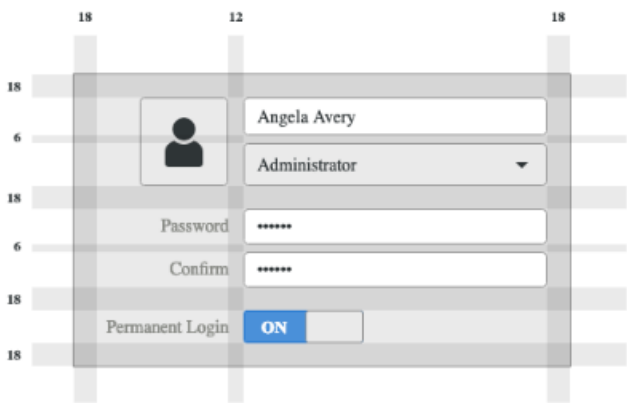 18 12 18
18
Angela Avery
6
Administrator
18
Password ••••••
6
Confirm ••••••
18
Permanent Login ON
18